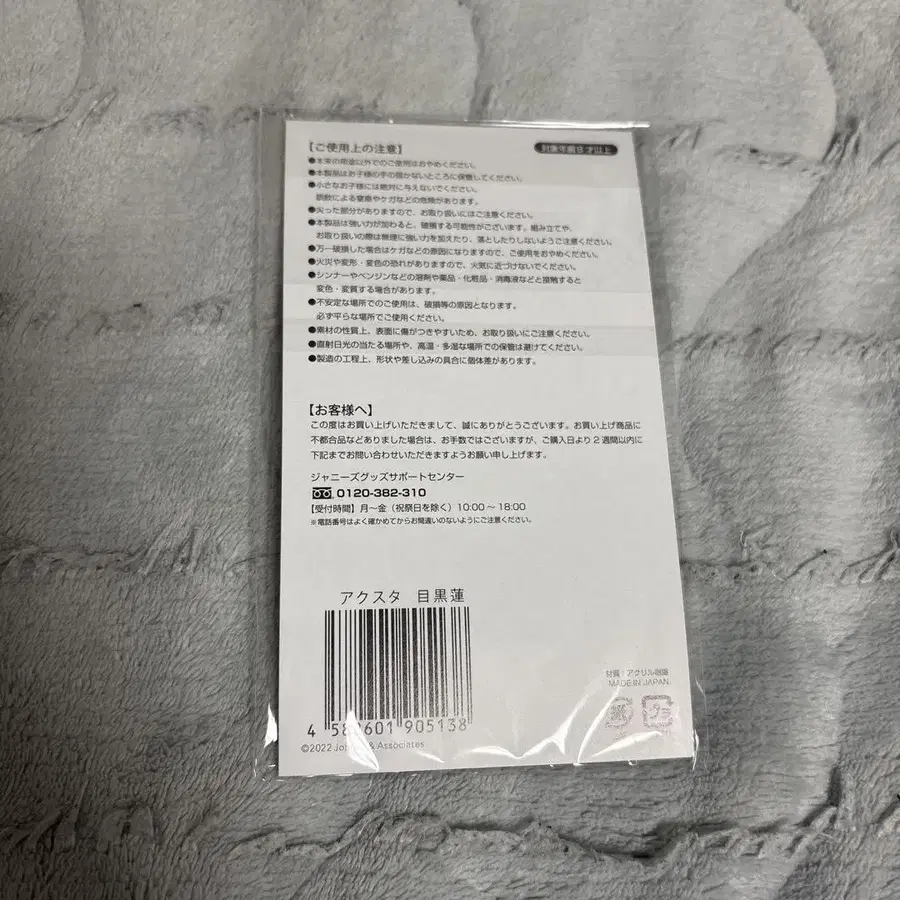 【ご使用上の注意】
対象年齢8才以上
●本来の用途以外でのご使用はおやめください。
●本製品はお子様の手の届かないところに保管してください。
●小さなお子様には絶対に与えないでください。
誤飲による窒息やケガなどの危険があります。
●尖った部分がありますので、お取り扱いにはご注意ください。
●本製品は強い力が加わると、破損する可能性がございます。組み立てや、
お取り扱いの際は無理に強い力を加えたり、落としたりしないようご注意ください。
●万一破損した場合はケガなどの原因になりますので、ご使用をおやめください。
●火災や変形・変色の恐れがありますので、火気に近づけないでください。
●シンナーやベンジンなどの溶剤や薬品・化粧品・消毒液などと接触すると
変色・変質する場合があります。
●不安定な場所でのご使用は、破損等の原因となります。
必ず平らな場所でご使用ください。
●素材の性質上、表面に傷がつきやすいため、お取り扱いにご注意ください。
●直射日光の当たる場所や、高温・多湿な場所での保管は避けてください。
●製造の工程上、形状や差し込みの具合に個体差があります。
【お客様へ】
この度はお買い上げいただきまして、誠にありがとうございます。お買い上げ商品に
不都合品などありました場合は、お手数ではございますが、ご購入日より2週間以内に
下記までお問い合わせいただきますようお願い申し上げます。
ジャニーズグッズサポートセンター
0120-382-310
【受付時間】月〜金（祝祭日を除く）10:00〜18:00
※電話番号はよく確かめてからお間違いのないようにご注意ください。
アクスタ 目黒蓮
4 580601 905138
©2022 & Associates
材質：アクリル樹脂
MADE IN JAPAN
紙
プラ